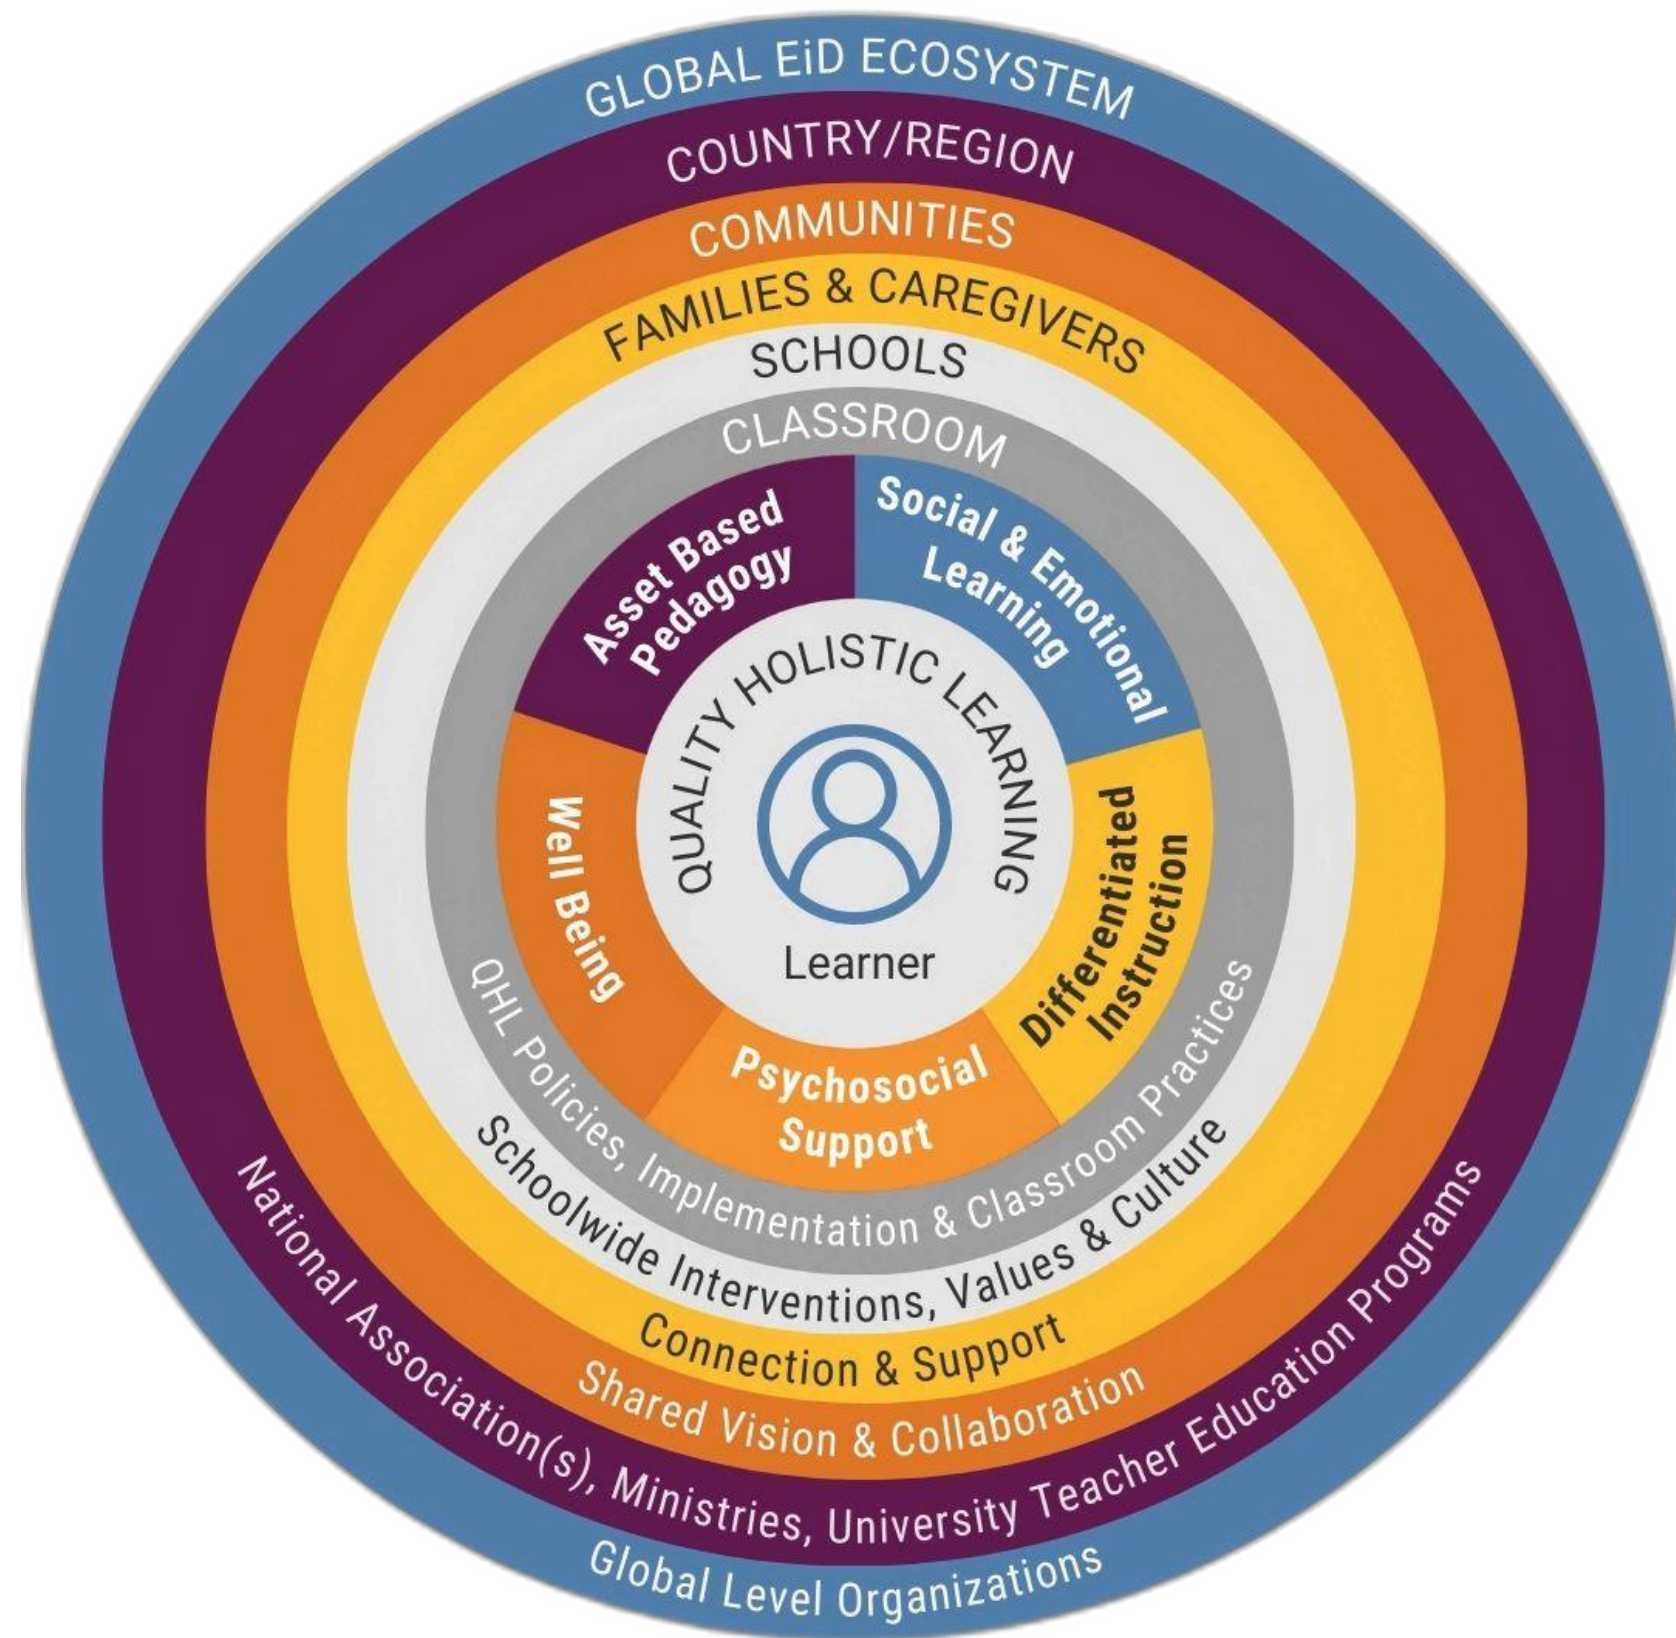 GLOBAL EiD ECOSYSTEM
COUNTRY/REGION
COMMUNITIES
FAMILIES & CAREGIVERS
SCHOOLS
CLASSROOM
Asset Based
Pedagogy
Social & Emotional
Learning
QUALITY HOLISTIC LEARNING
Learner
Well Being
Differentiated
Instruction
Psychosocial
Support
QHL Policies, Implementation & Classroom Practices
Schoolwide Interventions, Values & Culture
Connection & Support
Shared Vision & Collaboration
National Association(s), Ministries, University Teacher Education Programs
Global Level Organizations